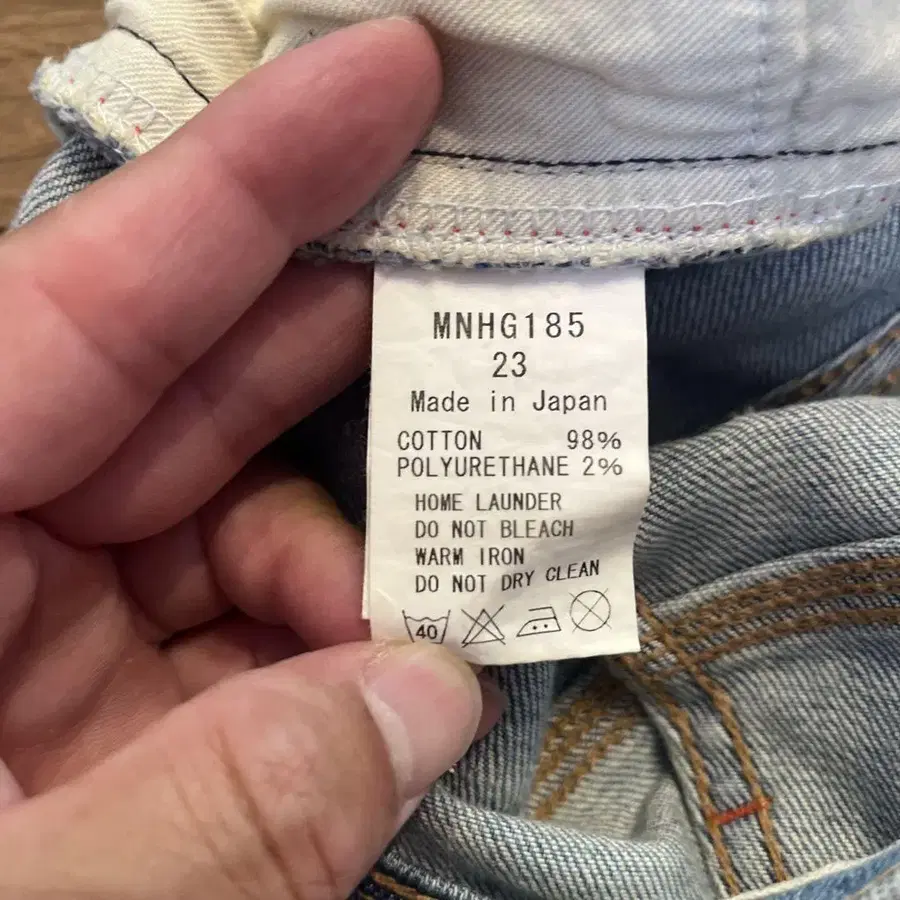 MNHG185
23
Made in Japan
COTTON 98%
POLYURETHANE 2%
HOME LAUNDER
DO NOT BLEACH
WARM IRON
DO NOT DRY CLEAN
40